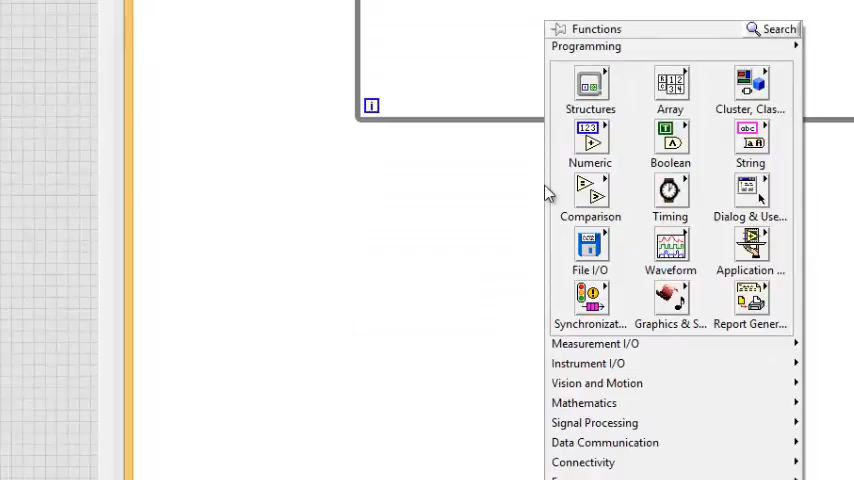 Functions Search
Programming
Structures Array Cluster, Clas...
Numeric Boolean String
Comparison Timing Dialog & Use...
File I/O Waveform Application ...
Synchronizat... Graphics & S... Report Gener...
Measurement I/O
Instrument I/O
Vision and Motion
Mathematics
Signal Processing
Data Communication
Connectivity